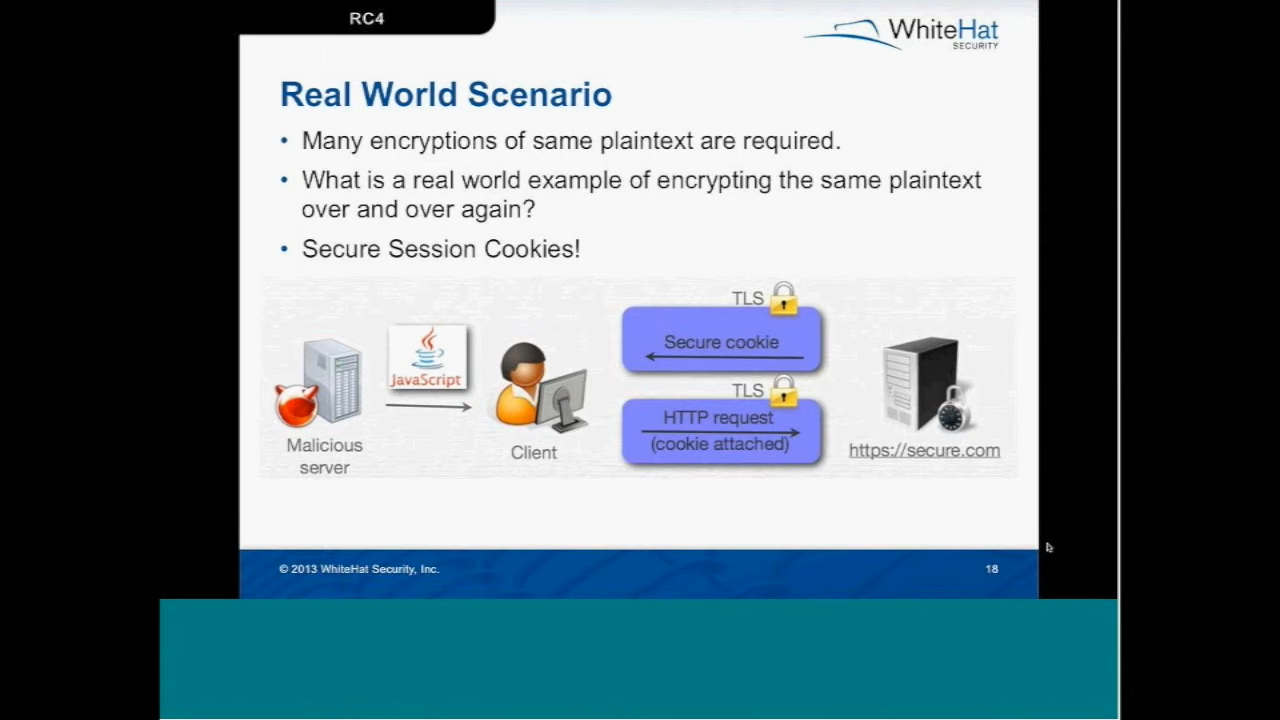 RC4
WhiteHat
SECURITY
Real World Scenario
• Many encryptions of same plaintext are required.
• What is a real world example of encrypting the same plaintext
over and over again?
• Secure Session Cookies!
TLS
Secure cookie
JavaScript
TLS
HTTP request
(cookie attached)
Malicious
server
Client
https://secure.com
© 2013 WhiteHat Security, Inc.
18